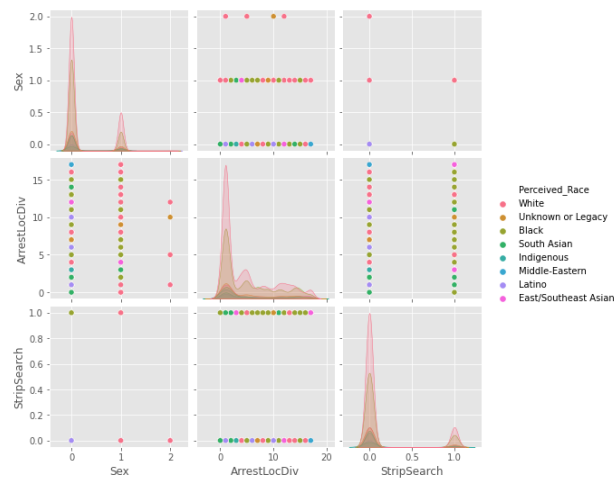 2.0
1.5
1.0
0.5
0.0
Sex
15
10
5
0
ArrestLocDiv
1.0
0.8
0.6
0.4
0.2
0.0
StripSearch
0 1 2
Sex
0 10 20
ArrestLocDiv
0.0 0.5 1.0
StripSearch
Perceived_Race
White
Unknown or Legacy
Black
South Asian
Indigenous
Middle-Eastern
Latino
East/Southeast Asian